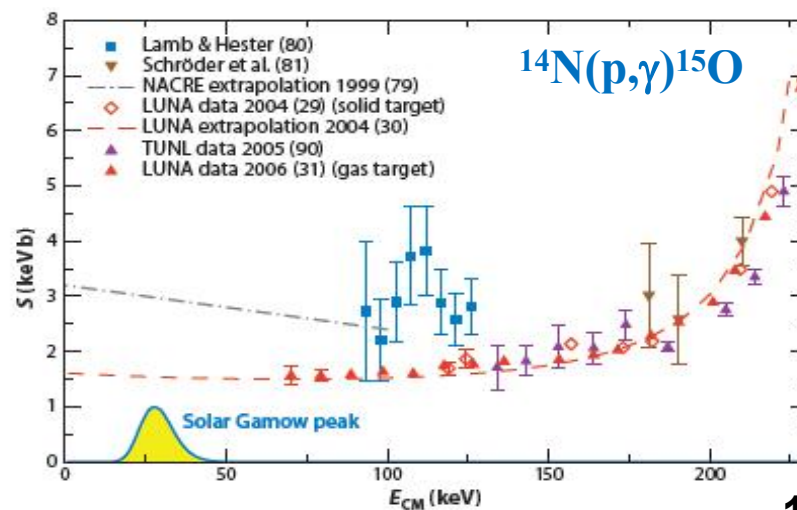 8
7
6
5
4
3
2
1
0
S (keV b)
Lamb & Hester (80)
Schröder et al. (81)
NACRE extrapolation 1999 (79)
LUNA data 2004 (29) (solid target)
LUNA extrapolation 2004 (30)
TUNL data 2005 (90)
LUNA data 2006 (31) (gas target)
¹⁴N(p,γ)¹⁵O
Solar Gamow peak
0 50 100 150 200
E_CM (keV)